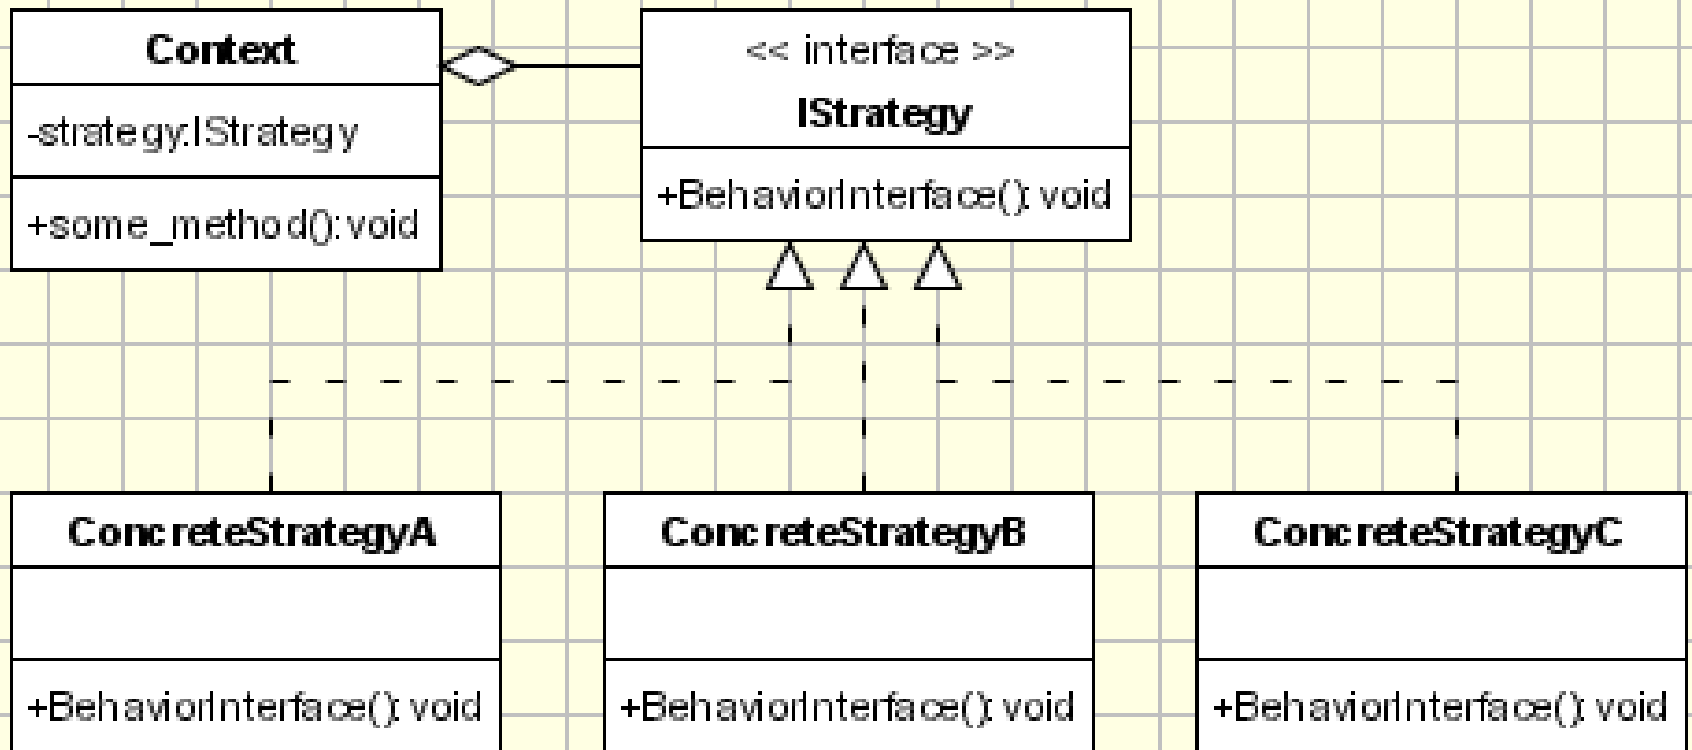 Context
-strategy:IStrategy
+some_method(): void
<< interface >>
IStrategy
+BehaviorInterface(): void
ConcreteStrategyA
+BehaviorInterface(): void
ConcreteStrategyB
+BehaviorInterface(): void
ConcreteStrategyC
+BehaviorInterface(): void